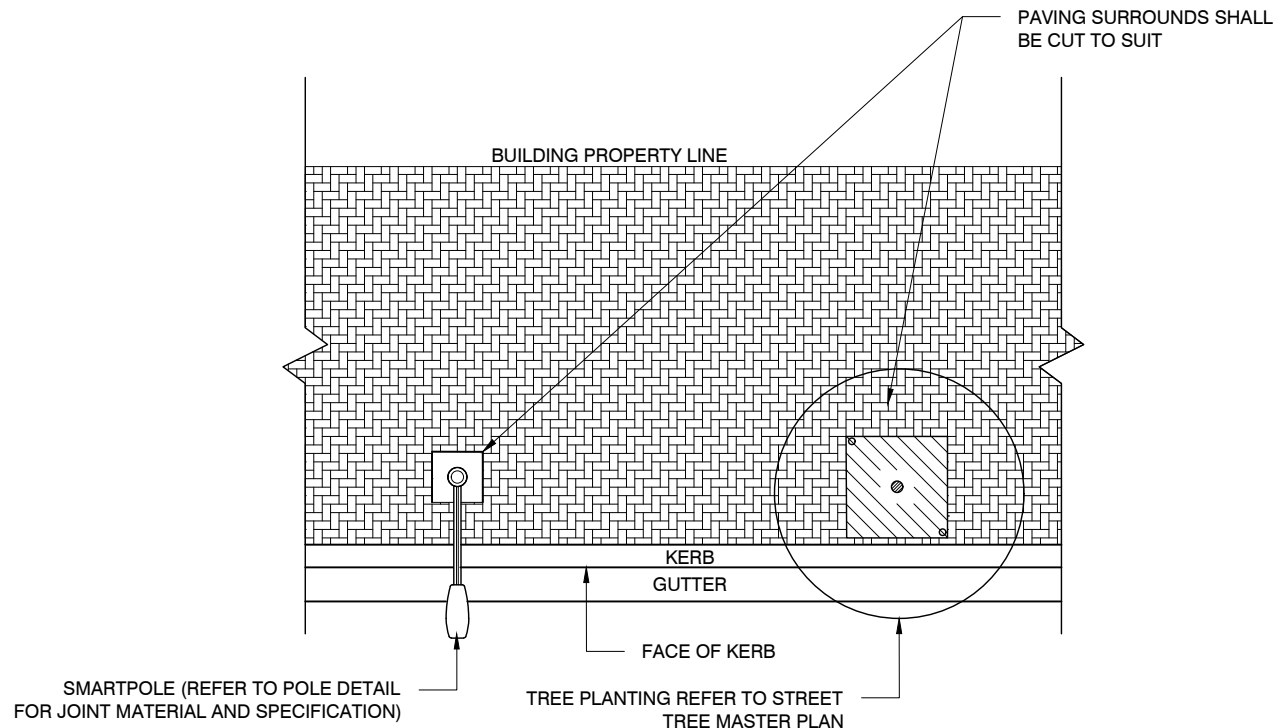 PAVING SURROUNDS SHALL
BE CUT TO SUIT
BUILDING PROPERTY LINE
KERB
GUTTER
FACE OF KERB
SMARTPOLE (REFER TO POLE DETAIL
FOR JOINT MATERIAL AND SPECIFICATION)
TREE PLANTING REFER TO STREET
TREE MASTER PLAN